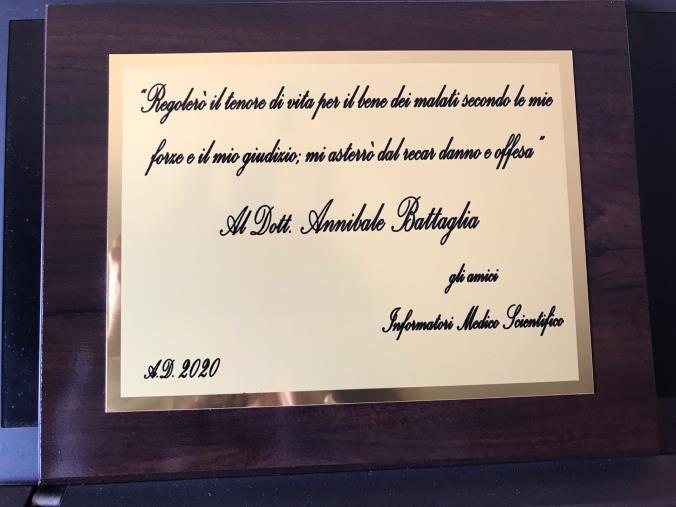 "Regolerò il tenore di vita per il bene dei malati secondo le mie
forze e il mio giudizio; mi asterrò dal recar danno e offesa"
Al Dott. Annibale Battaglia
gli amici
Informatori Medico Scientifico
A.D. 2020